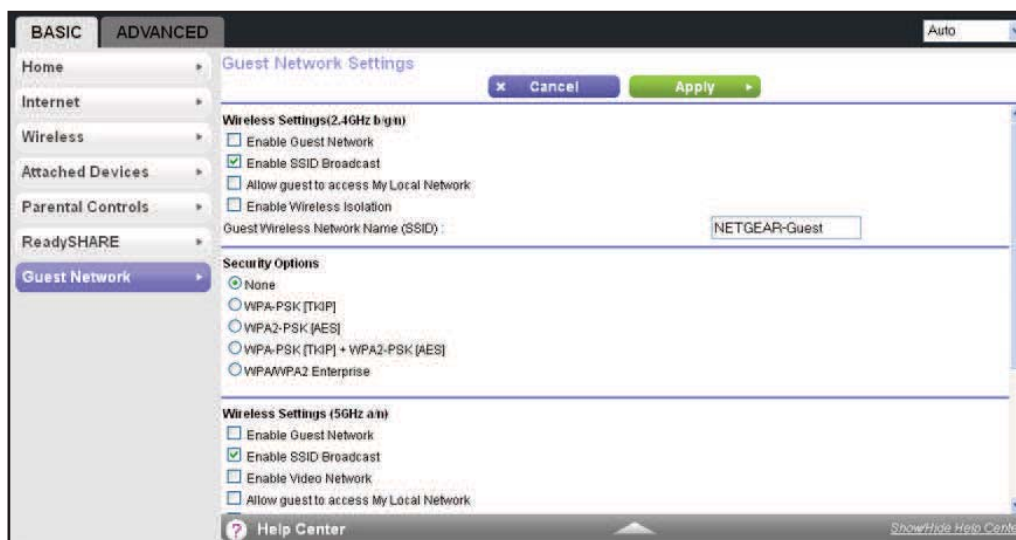 BASIC ADVANCED Auto
Home
Internet
Wireless
Attached Devices
Parental Controls
ReadySHARE
Guest Network
Guest Network Settings
× Cancel Apply
Wireless Settings(2.4GHz b/g/n)
Enable Guest Network
Enable SSID Broadcast
Allow guest to access My Local Network
Enable Wireless Isolation
Guest Wireless Network Name (SSID) : NETGEAR-Guest
Security Options
None
WPA-PSK [TKIP]
WPA2-PSK [AES]
WPA-PSK [TKIP] + WPA2-PSK [AES]
WPA/WPA2 Enterprise
Wireless Settings (5GHz a/n)
Enable Guest Network
Enable SSID Broadcast
Enable Video Network
Allow guest to access My Local Network
? Help Center Show/Hide Help Cente